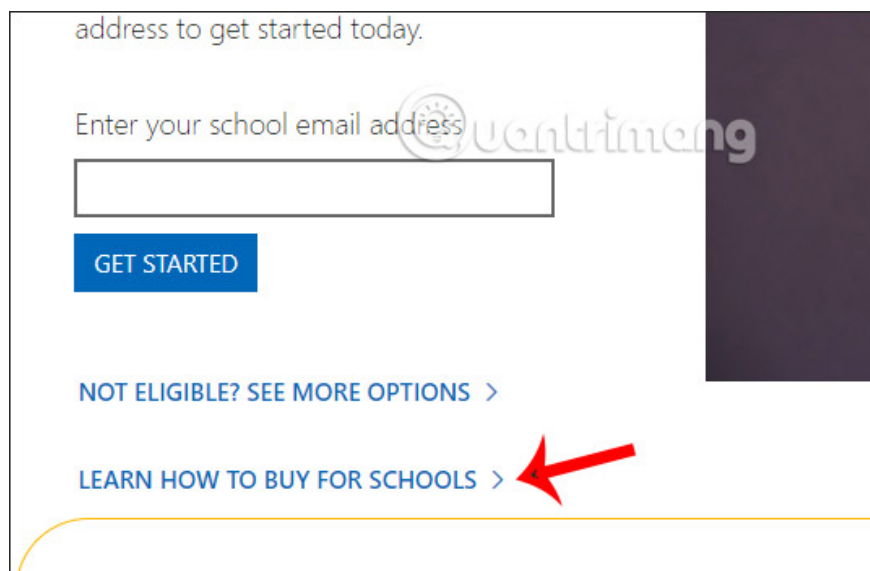 address to get started today.
Quantrimang
Enter your school email address
GET STARTED
NOT ELIGIBLE? SEE MORE OPTIONS >
LEARN HOW TO BUY FOR SCHOOLS >